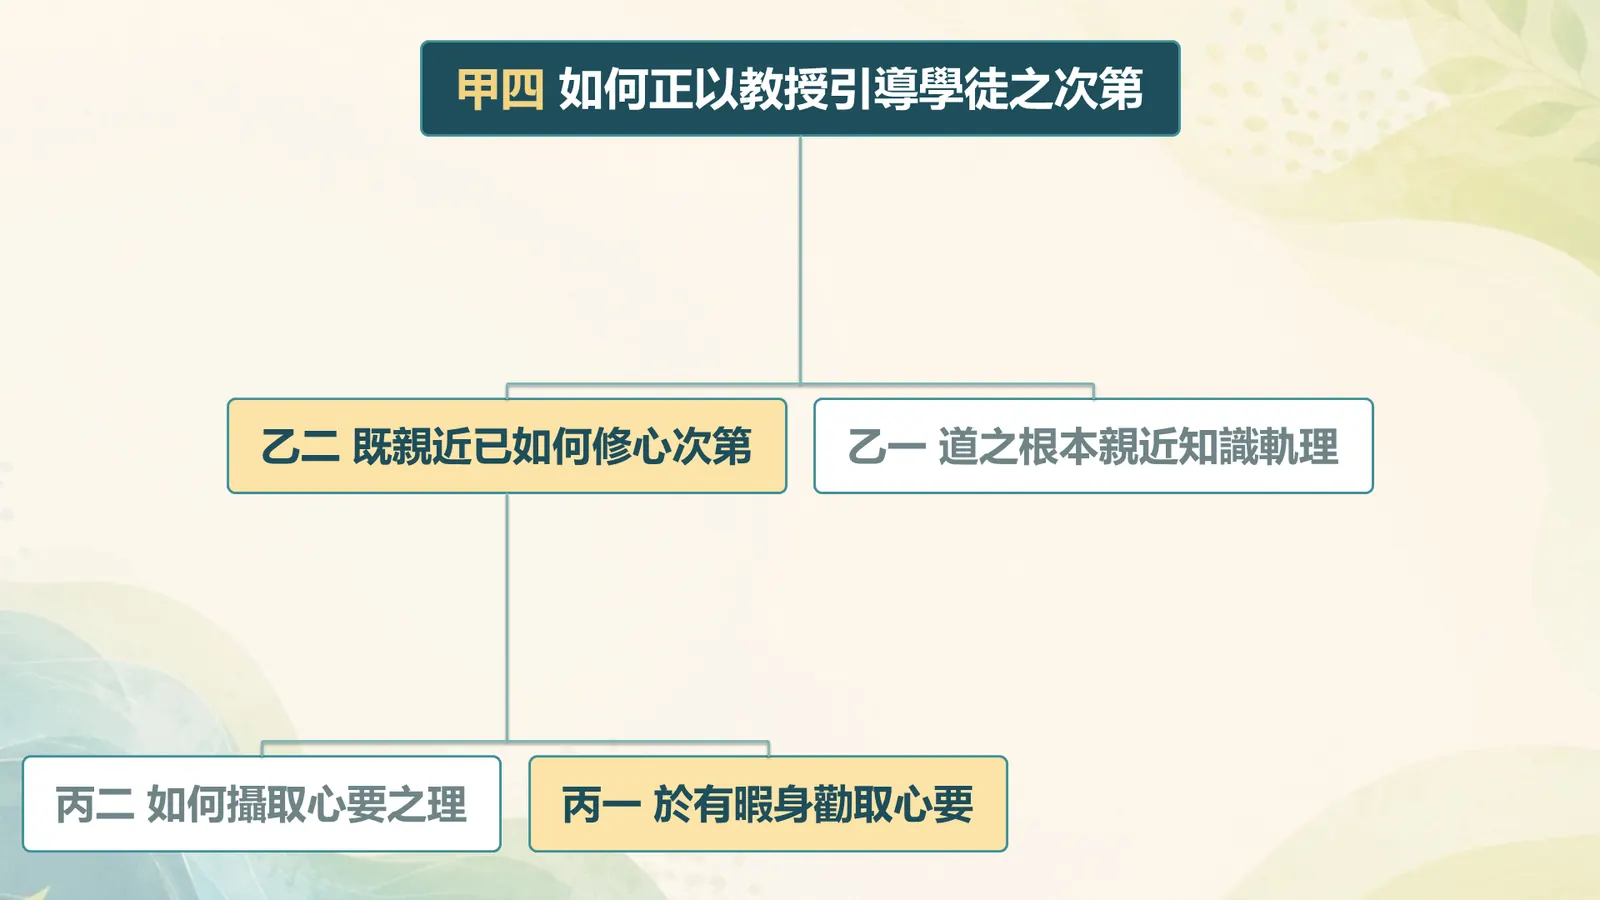 甲四 如何正以教授引導學徒之次第
乙二 既親近已如何修心次第
乙一 道之根本親近知識軌理
丙二 如何攝取心要之理
丙一 於有暇身勸取心要